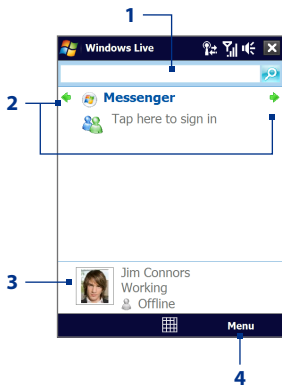 1
Windows Live
2
Messenger
Tap here to sign in
3
Jim Connors
Working
Offline
Menu
4